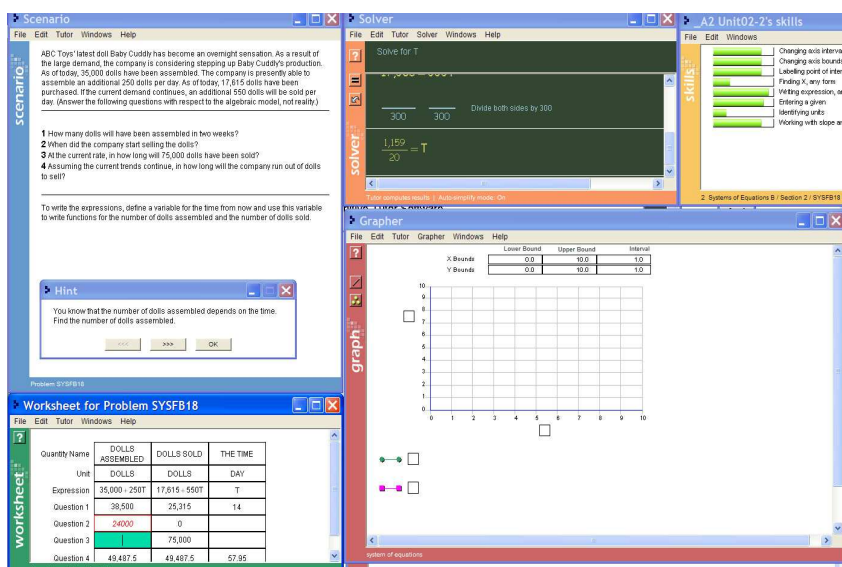 Scenario
File Edit Tutor Windows Help
scenario
ABC Toys' latest doll Baby Cuddly has become an overnight sensation. As a result of
the large demand, the company is considering stepping up Baby Cuddly's production.
As of today, 35,000 dolls have been assembled. The company is presently able to
assemble an additional 250 dolls per day. As of today, 17,615 dolls have been
purchased. If the current demand continues, an additional 550 dolls will be sold per
day. (Answer the following questions with respect to the algebraic model, not reality.)
1 How many dolls will have been assembled in two weeks?
2 When did the company start selling the dolls?
3 At the current rate, in how long will 75,000 dolls have been sold?
4 Assuming the current trends continue, in how long will the company run out of dolls
to sell?
To write the expressions, define a variable for the time from now and use this variable
to write functions for the number of dolls assembled and the number of dolls sold.
Hint
You know that the number of dolls assembled depends on the time.
Find the number of dolls assembled.
<<< >>> OK
Problem SYSFB18
Solver
File Edit Tutor Solver Windows Help
solver
Solve for T
300 300 Divide both sides by 300
1,159
20 = T
Tutor computes results | Auto-simplify mode: On
_A2 Unit02-2's skills
File Edit Windows
skills
Changing axis interva
Changing axis bounds
Labelling point of inter
Finding X, any form
Writing expression, a
Entering a given
Identifying units
Working with slope ar
2 Systems of Equations B / Section 2 / SYSFB18
Grapher
File Edit Tutor Grapher Windows Help
graph
Lower Bound Upper Bound Interval
X Bounds 0.0 10.0 1.0
Y Bounds 0.0 10.0 1.0
10
9
8
7
6
5
4
3
2
1
0
0 1 2 3 4 5 6 7 8 9 10
system of equations
Worksheet for Problem SYSFB18
File Edit Tutor Windows Help
worksheet
Quantity Name DOLLS ASSEMBLED DOLLS SOLD THE TIME
Unit DOLLS DOLLS DAY
Expression 35,000 + 250T 17,615 + 550T T
Question 1 38,500 25,315 14
Question 2 24000 0
Question 3 75,000
Question 4 49,487.5 49,487.5 57.95